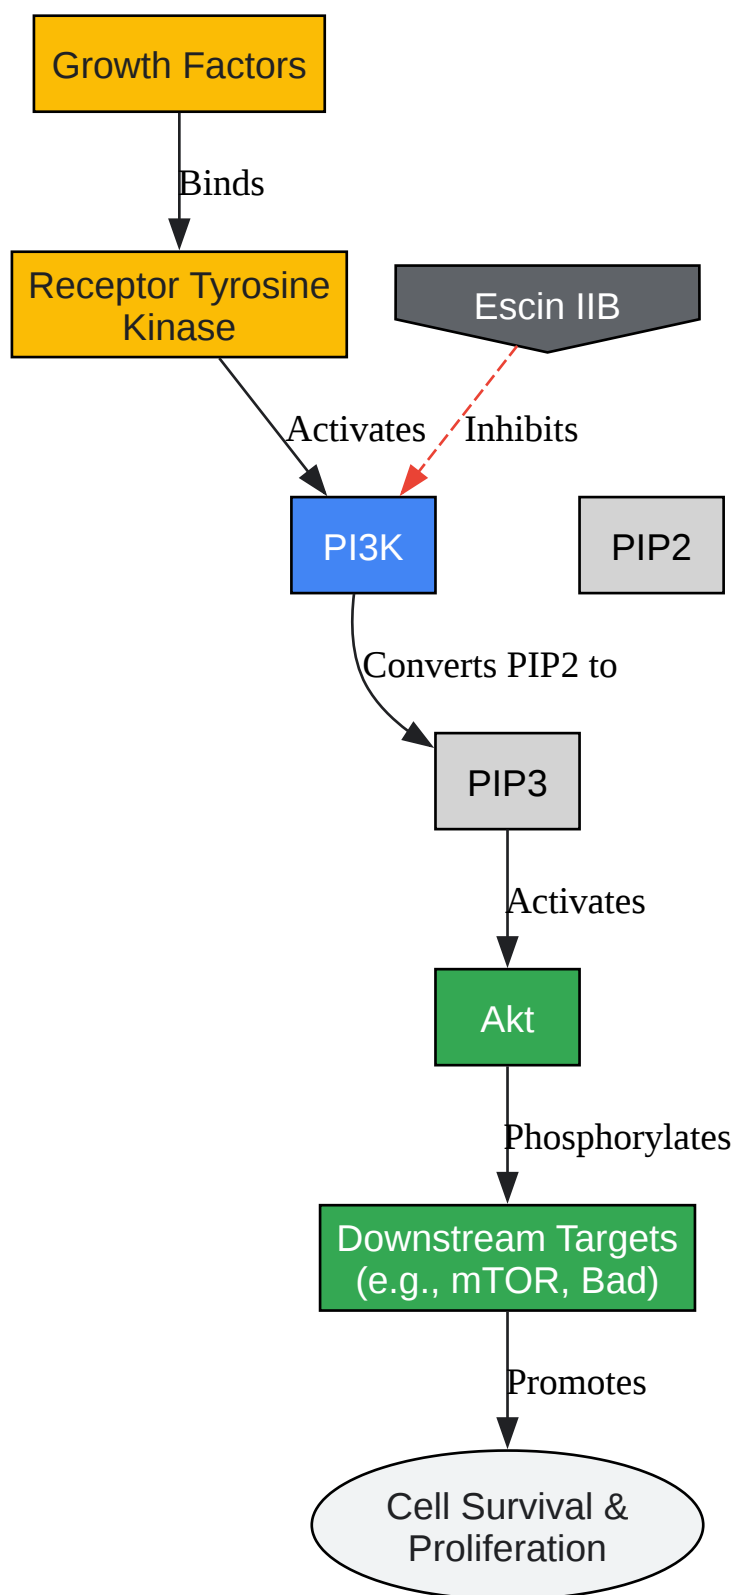 Growth Factors
Binds
Receptor Tyrosine
Kinase
Escin IIB
Activates
Inhibits
PI3K
PIP2
Converts PIP2 to
PIP3
Activates
Akt
Phosphorylates
Downstream Targets
(e.g., mTOR, Bad)
Promotes
Cell Survival &
Proliferation